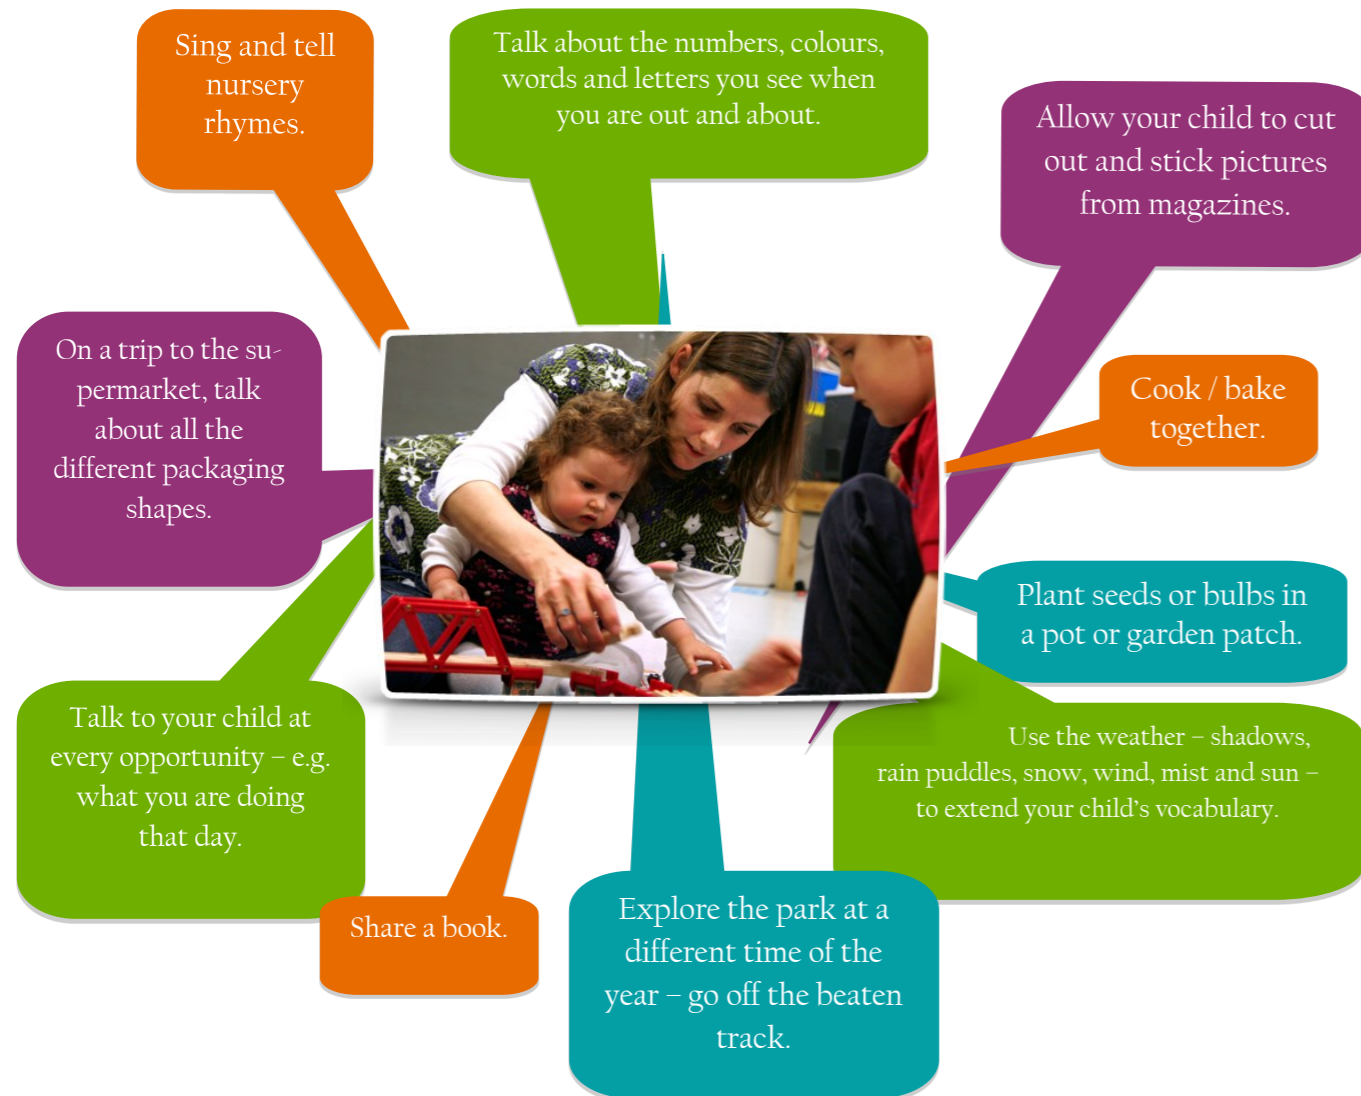 Sing and tell
nursery
rhymes.
Talk about the numbers, colours,
words and letters you see when
you are out and about.
Allow your child to cut
out and stick pictures
from magazines.
On a trip to the su-
permarket, talk
about all the
different packaging
shapes.
Cook / bake
together.
Plant seeds or bulbs in
a pot or garden patch.
Talk to your child at
every opportunity – e.g.
what you are doing
that day.
Use the weather – shadows,
rain puddles, snow, wind, mist and sun –
to extend your child’s vocabulary.
Share a book.
Explore the park at a
different time of the
year – go off the beaten
track.